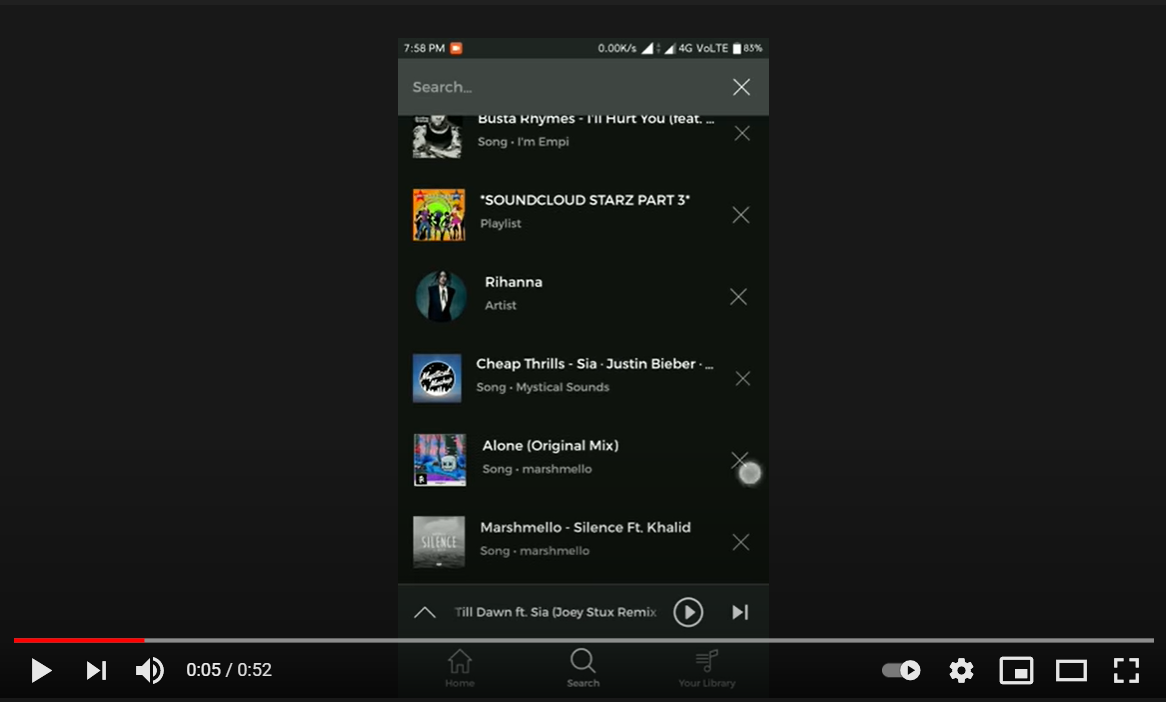 7:58 PM 0.00K/s 4G VoLTE 83%
Search...
Busta Rhymes - I'll Hurt You (feat. ...
Song • I'm Empi
*SOUNDCLOUD STARZ PART 3*
Playlist
Rihanna
Artist
Mystical
Cheap Thrills - Sia · Justin Bieber · ...
Song • Mystical Sounds
Alone (Original Mix)
Song • marshmello
SILENCE
Marshmello - Silence Ft. Khalid
Song • marshmello
Till Dawn ft. Sia (Joey Stux Remix
Home
Search
Your Library
0:05 / 0:52